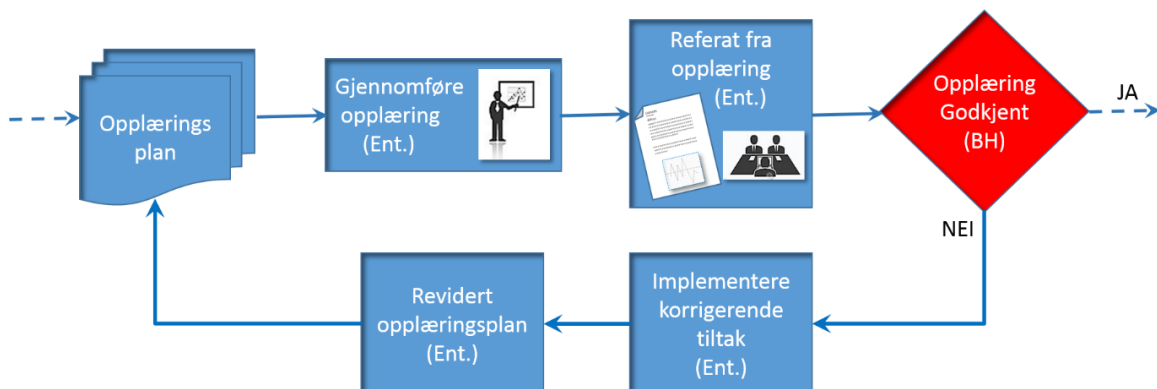 Opplærings
plan
Gjennomføre
opplæring
(Ent.)
Referat fra
opplæring
(Ent.)
Opplæring
Godkjent
(BH)
JA
NEI
Implementere
korrigerende
tiltak
(Ent.)
Revidert
opplæringsplan
(Ent.)